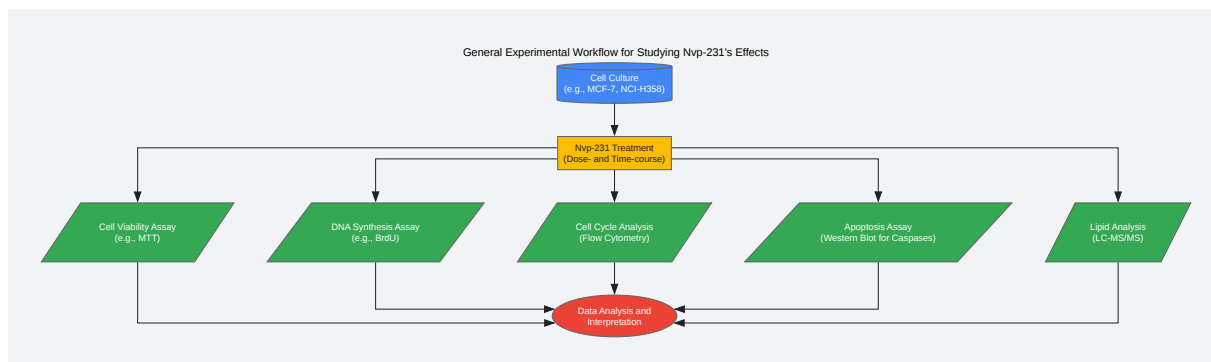 General Experimental Workflow for Studying Nvp-231's Effects
Cell Culture
(e.g., MCF-7, NCI-H358)
Nvp-231 Treatment
(Dose- and Time-course)
Cell Viability Assay
(e.g., MTT)
DNA Synthesis Assay
(e.g., BrdU)
Cell Cycle Analysis
(Flow Cytometry)
Apoptosis Assay
(Western Blot for Caspases)
Lipid Analysis
(LC-MS/MS)
Data Analysis and
Interpretation